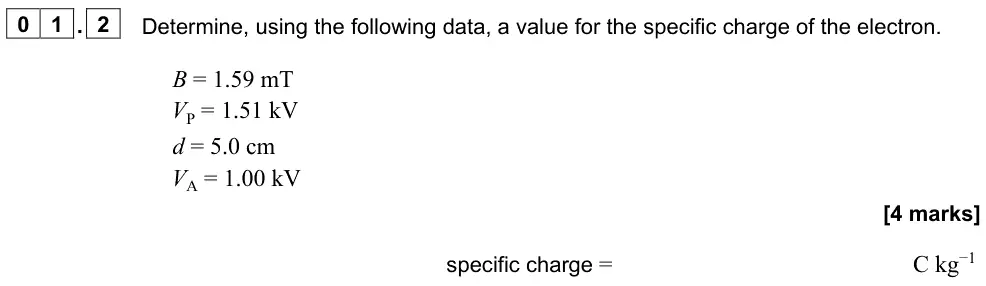 0 1 . 2 Determine, using the following data, a value for the specific charge of the electron.
B = 1.59 mT
V_P = 1.51 kV
d = 5.0 cm
V_A = 1.00 kV
[4 marks]
specific charge = C kg⁻¹